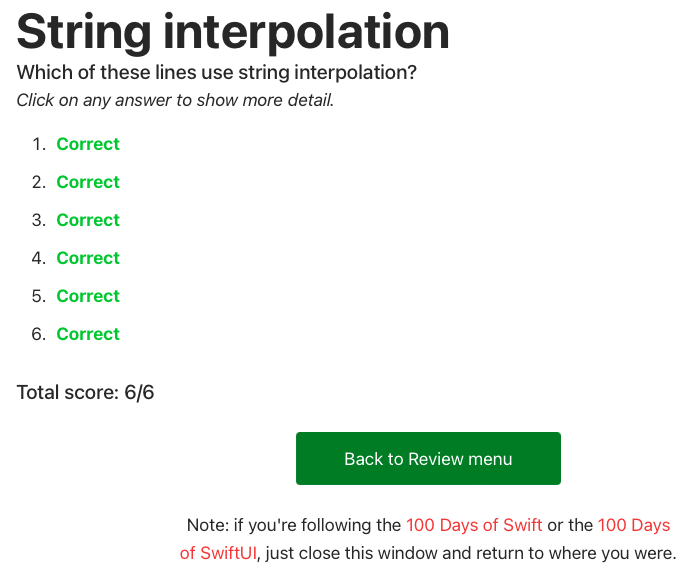 String interpolation
Which of these lines use string interpolation?
Click on any answer to show more detail.
1. Correct
2. Correct
3. Correct
4. Correct
5. Correct
6. Correct
Total score: 6/6
Back to Review menu
Note: if you're following the 100 Days of Swift or the 100 Days
of SwiftUI, just close this window and return to where you were.